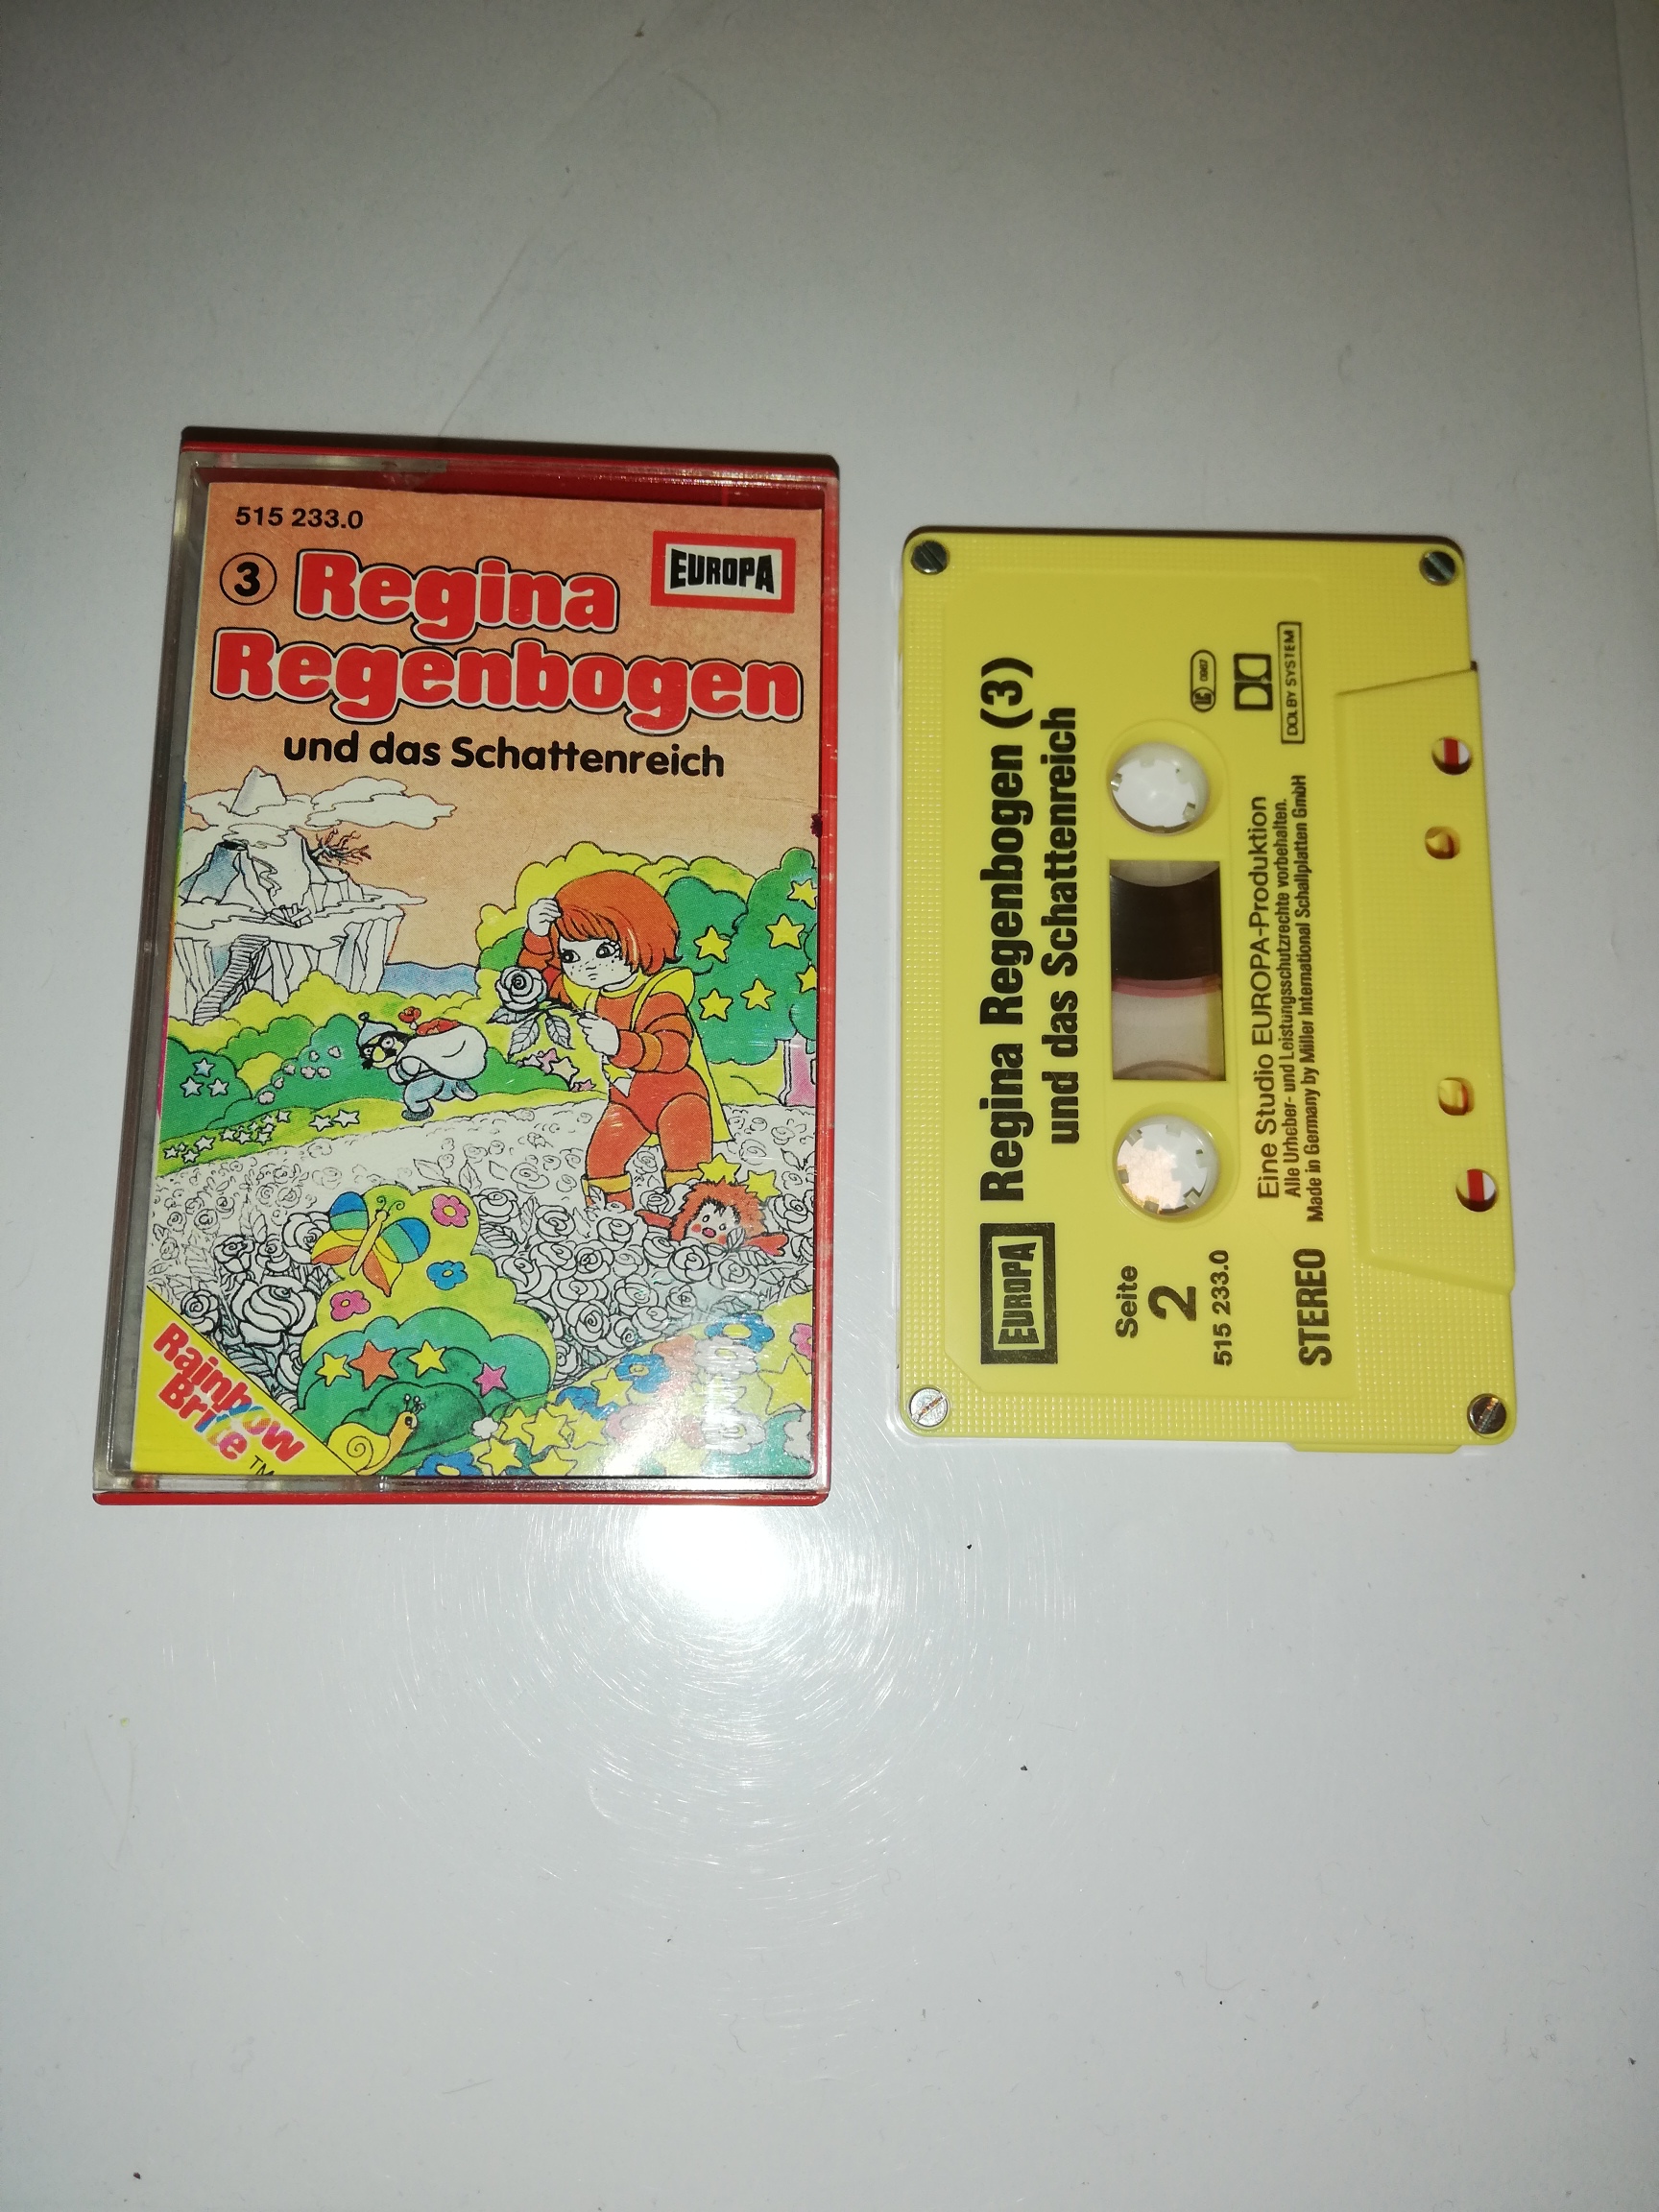 515 233.0
3 Regina
EUROPA
Regenbogen
und das Schattenreich
Rainbow
Brite
TM
EUROPA
Regina Regenbogen (3)
und das Schattenreich
Seite
2
515 233.0
STEREO
LC 0967
DOLBY SYSTEM
Eine Studio EUROPA-Produktion
Alle Urheber- und Leistungsschutzrechte vorbehalten.
Made in Germany by Miller International Schallplatten GmbH